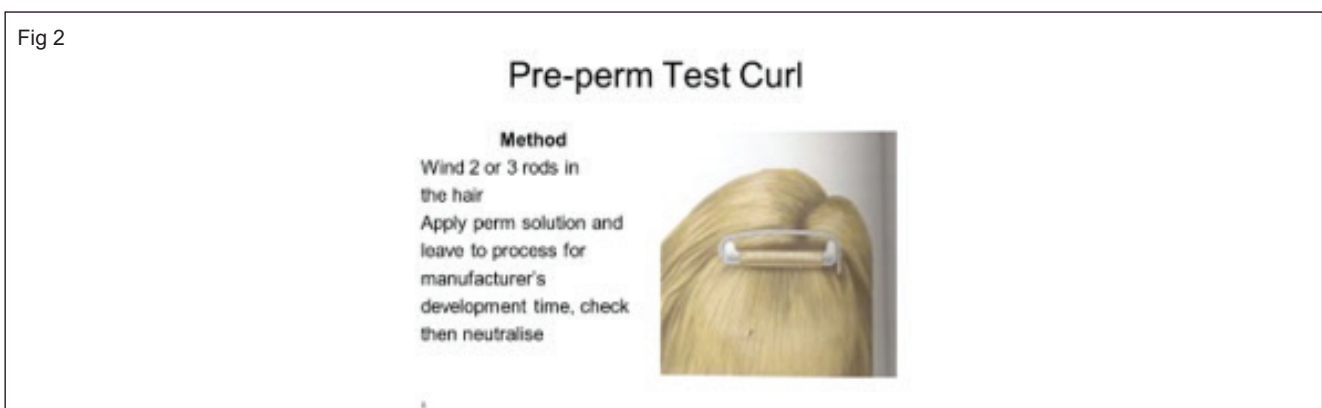 Fig 2
Pre-perm Test Curl
Method
Wind 2 or 3 rods in
the hair
Apply perm solution and
leave to process for
manufacturer's
development time, check
then neutralise